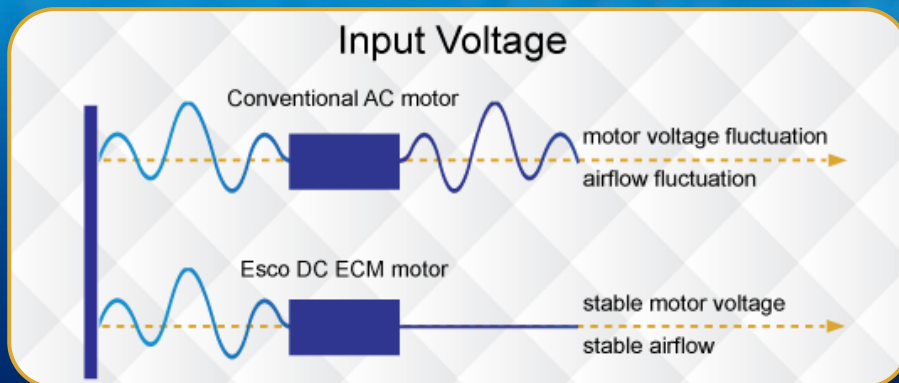 Input Voltage
Conventional AC motor
motor voltage fluctuation
airflow fluctuation
Esco DC ECM motor
stable motor voltage
stable airflow